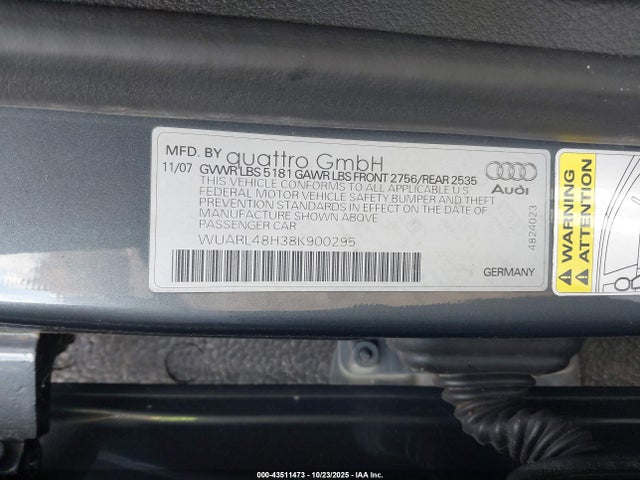 MFD. BY quattro GmbH
11/07 GVWR LBS 5181 GAWR LBS FRONT 2756/REAR 2535
THIS VEHICLE CONFORMS TO ALL APPLICABLE U.S
FEDERAL MOTOR VEHICLE SAFETY BUMPER AND THEFT
PREVENTION STANDARDS IN EFFECT ON THE DATE OF
MANUFACTURE SHOWN ABOVE
PASSENGER CAR
WUARL48H38K900295
Audi
4824023
GERMANY
WARNING
ATTENTION
000-43511473 | 10/23/2025 | IAA Inc.